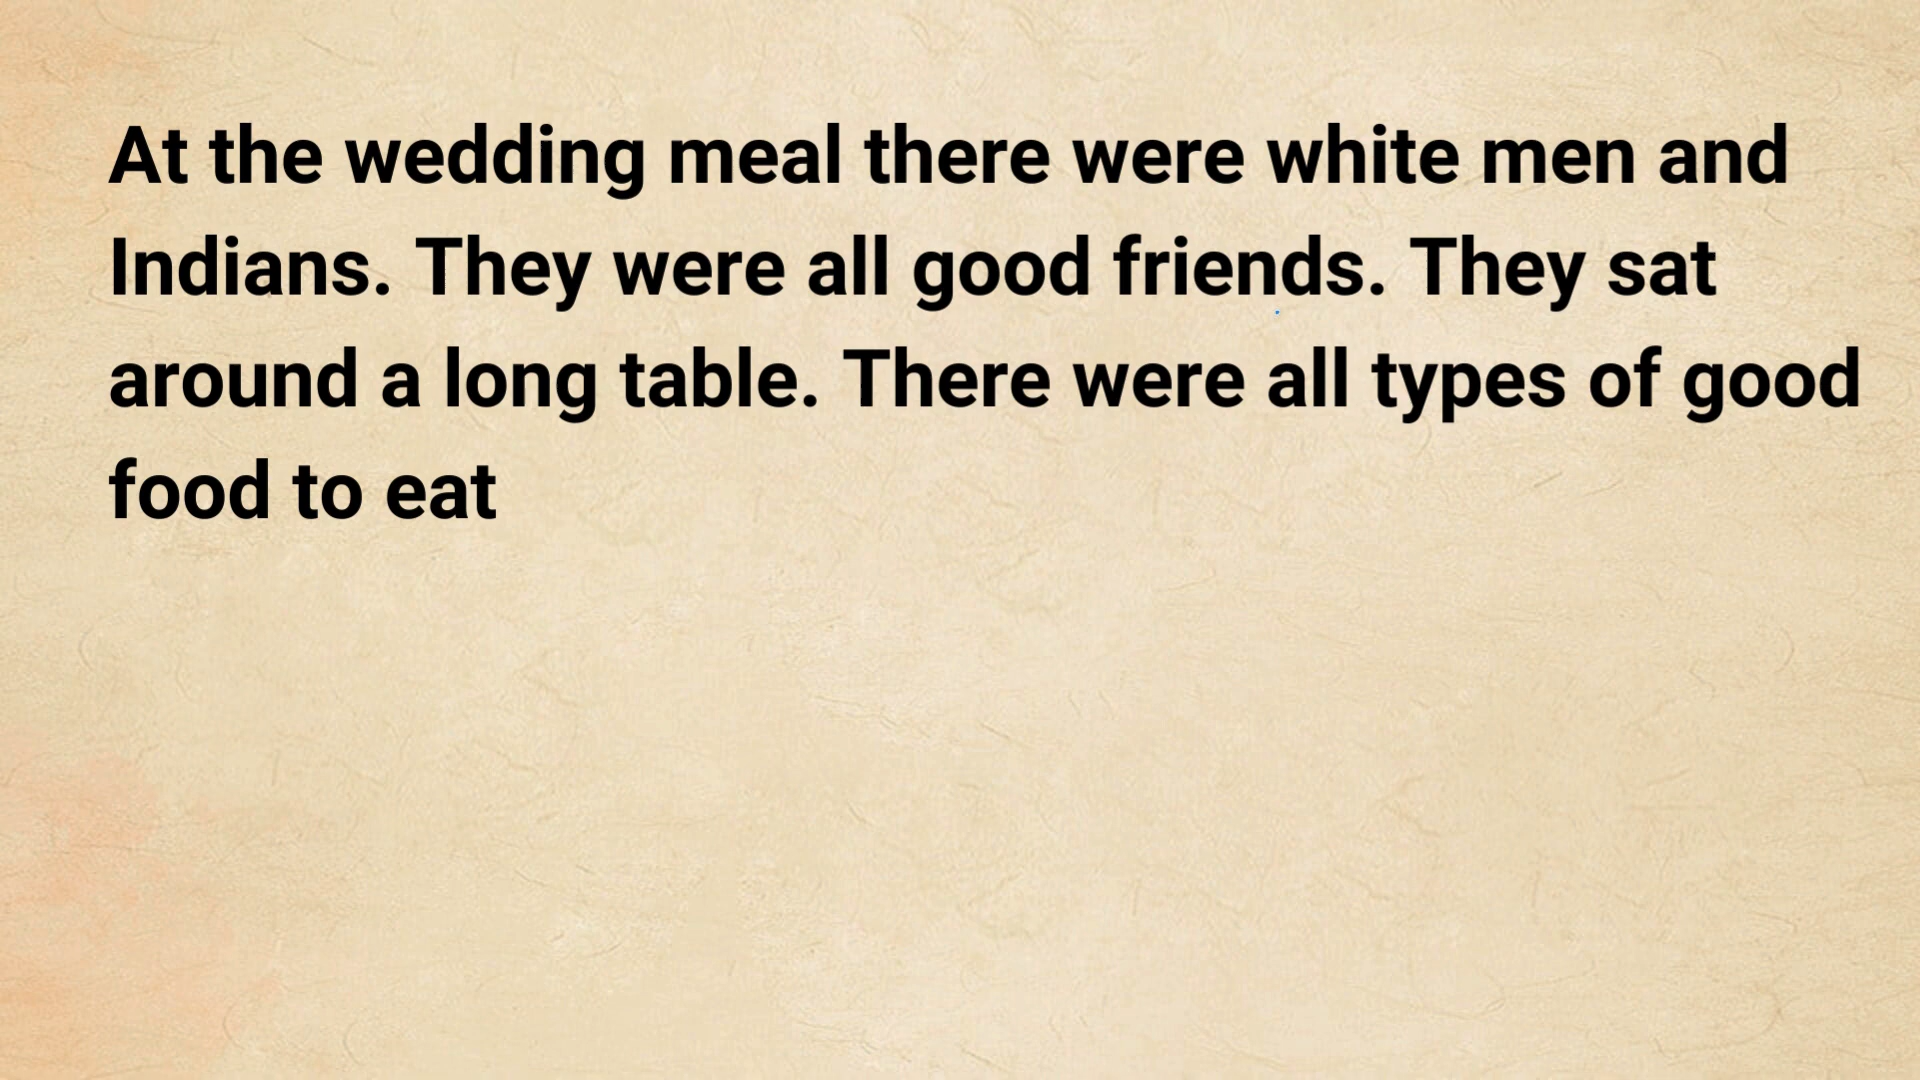 At the wedding meal there were white men and
Indians. They were all good friends. They sat
around a long table. There were all types of good
food to eat